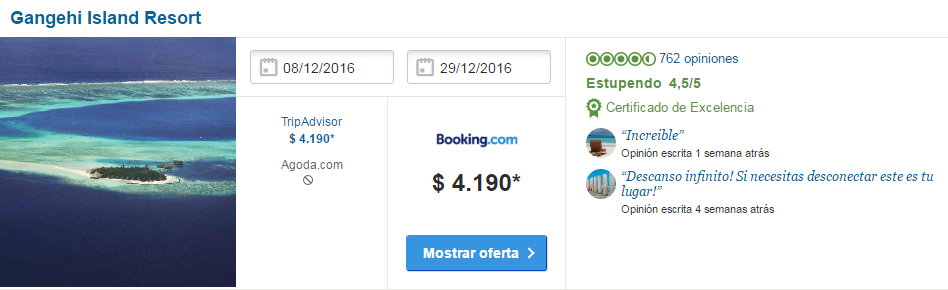 Gangehi Island Resort
08/12/2016
29/12/2016
TripAdvisor
$ 4.190*
Agoda.com
Booking.com
$ 4.190*
Mostrar oferta
762 opiniones
Estupendo 4,5/5
Certificado de Excelencia
“Increible”
Opinión escrita 1 semana atrás
“Descanso infinito! Si necesitas desconectar este es tu
lugar!”
Opinión escrita 4 semanas atrás